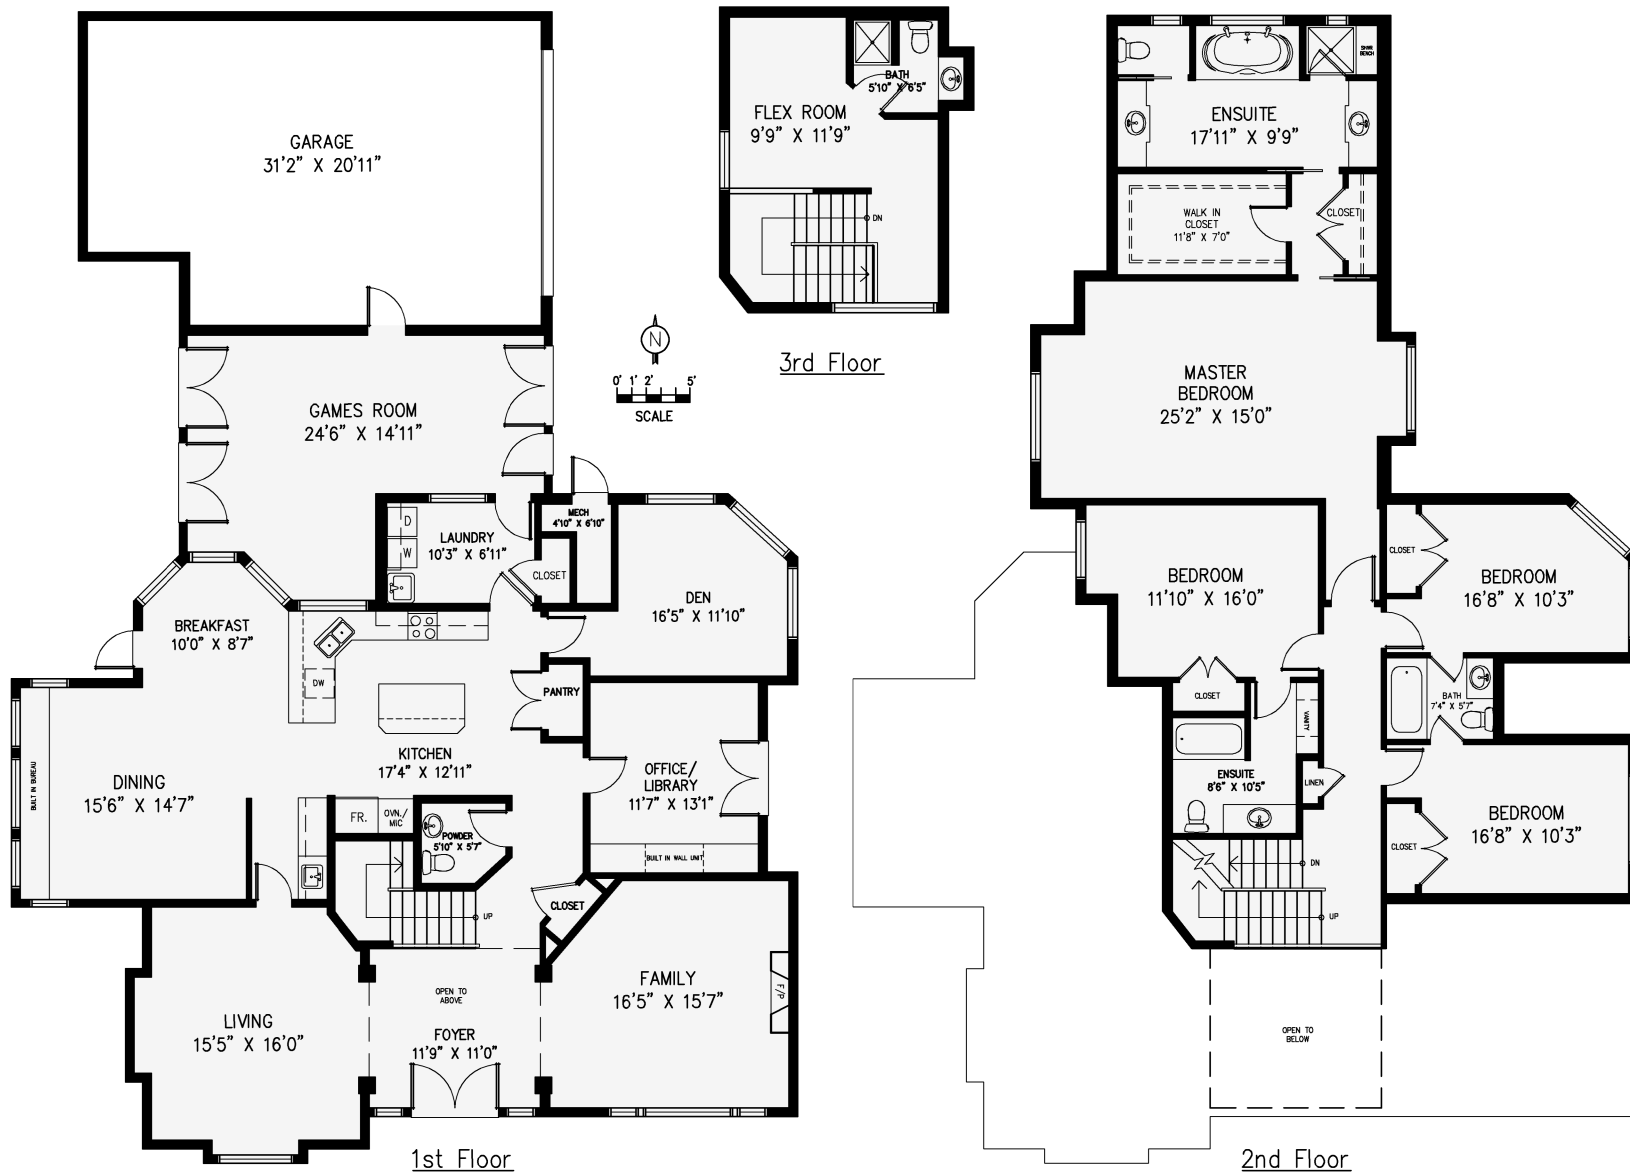 GARAGE
31'2" X 20'11"
GAMES ROOM
24'6" X 14'11"
MECH
4'10" X 6'10"
D
W
LAUNDRY
10'3" X 6'11"
CLOSET
DEN
16'5" X 11'10"
BREAKFAST
10'0" X 8'7"
DW
PANTRY
KITCHEN
17'4" X 12'11"
DINING
15'6" X 14'7"
BUILT IN BUREAU
OFFICE/
LIBRARY
11'7" X 13'1"
BUILT IN WALL UNIT
FR.
OVN./
MIC
POWDER
5'10" X 5'7"
UP
CLOSET
FAMILY
16'5" X 15'7"
F/P
OPEN TO
ABOVE
FOYER
11'9" X 11'0"
LIVING
15'5" X 16'0"
1st Floor
FLEX ROOM
9'9" X 11'9"
BATH
5'10" X 6'5"
DN
3rd Floor
N
0' 1' 2' 5'
SCALE
SHWR
BENCH
ENSUITE
17'11" X 9'9"
WALK IN
CLOSET
11'8" X 7'0"
CLOSET
MASTER
BEDROOM
25'2" X 15'0"
BEDROOM
11'10" X 16'0"
CLOSET
BEDROOM
16'8" X 10'3"
CLOSET
VANITY
BATH
7'4" X 5'7"
ENSUITE
8'6" X 10'5"
LINEN
BEDROOM
16'8" X 10'3"
CLOSET
DN
UP
OPEN TO
BELOW
2nd Floor